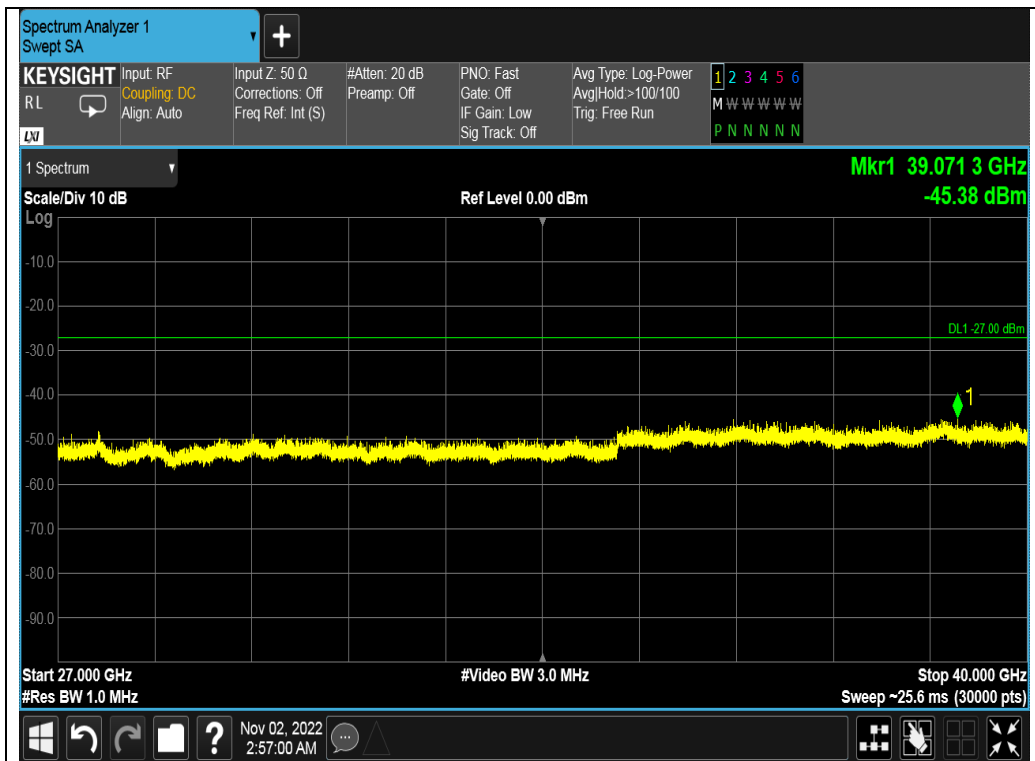 Spectrum Analyzer 1
Swept SA
+
KEYSIGHT
RL
LXI
Input: RF
Coupling: DC
Align: Auto
Input Z: 50 Ω
Corrections: Off
Freq Ref: Int (S)
#Atten: 20 dB
Preamp: Off
PNO: Fast
Gate: Off
IF Gain: Low
Sig Track: Off
Avg Type: Log-Power
Avg|Hold:>100/100
Trig: Free Run
1 2 3 4 5 6
M W W W W W
P N N N N N
1 Spectrum
Mkr1 39.071 3 GHz
-45.38 dBm
Scale/Div 10 dB
Ref Level 0.00 dBm
Log
-10.0
-20.0
DL1 -27.00 dBm
-30.0
-40.0
1
-50.0
-60.0
-70.0
-80.0
-90.0
Start 27.000 GHz
#Video BW 3.0 MHz
Stop 40.000 GHz
#Res BW 1.0 MHz
Sweep ~25.6 ms (30000 pts)
?
Nov 02, 2022
2:57:00 AM